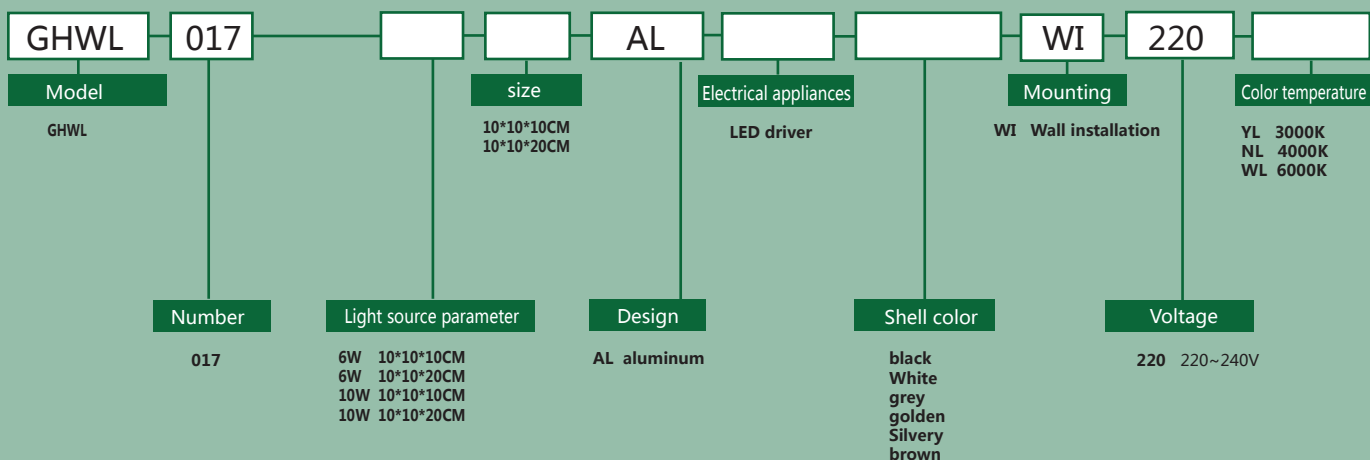 GHWL 017 AL WI 220
Model size Electrical appliances Mounting Color temperature
GHWL
10*10*10CM
10*10*20CM
LED driver
WI Wall installation
YL 3000K
NL 4000K
WL 6000K
Number Light source parameter Design Shell color Voltage
017
6W 10*10*10CM
6W 10*10*20CM
10W 10*10*10CM
10W 10*10*20CM
AL aluminum
black
White
grey
golden
Silvery
brown
220 220~240V